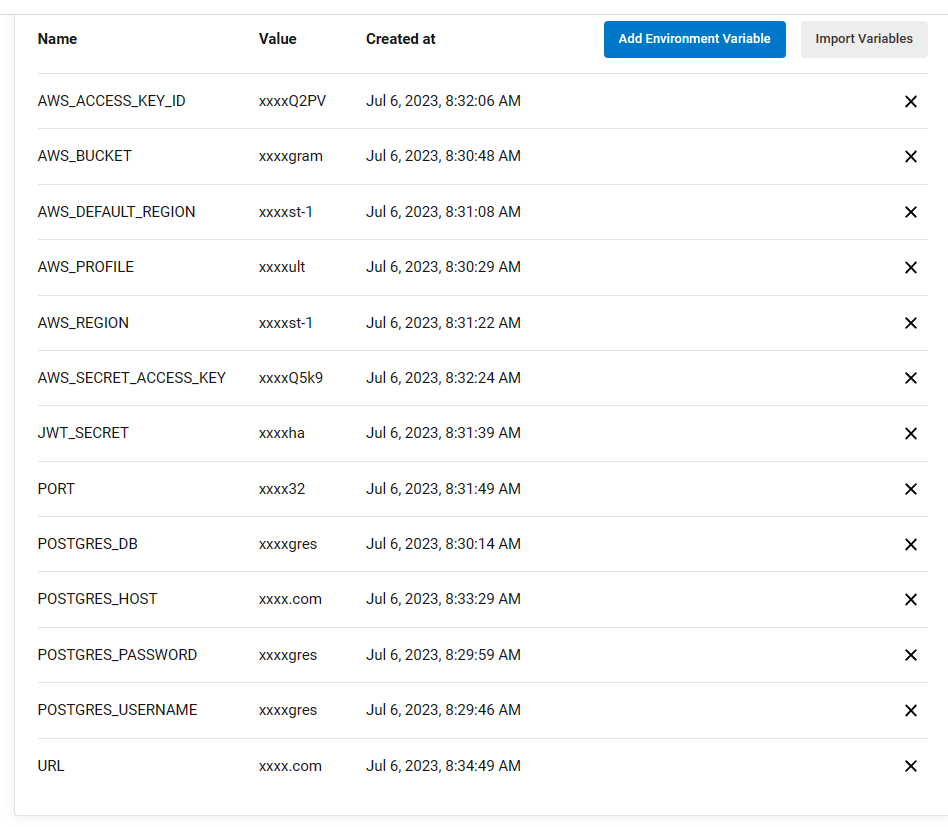 Name Value Created at Add Environment Variable Import Variables
AWS_ACCESS_KEY_ID xxxxQ2PV Jul 6, 2023, 8:32:06 AM
AWS_BUCKET xxxxgram Jul 6, 2023, 8:30:48 AM
AWS_DEFAULT_REGION xxxxst-1 Jul 6, 2023, 8:31:08 AM
AWS_PROFILE xxxxult Jul 6, 2023, 8:30:29 AM
AWS_REGION xxxxst-1 Jul 6, 2023, 8:31:22 AM
AWS_SECRET_ACCESS_KEY xxxxQ5k9 Jul 6, 2023, 8:32:24 AM
JWT_SECRET xxxxha Jul 6, 2023, 8:31:39 AM
PORT xxxx32 Jul 6, 2023, 8:31:49 AM
POSTGRES_DB xxxxgres Jul 6, 2023, 8:30:14 AM
POSTGRES_HOST xxxx.com Jul 6, 2023, 8:33:29 AM
POSTGRES_PASSWORD xxxxgres Jul 6, 2023, 8:29:59 AM
POSTGRES_USERNAME xxxxgres Jul 6, 2023, 8:29:46 AM
URL xxxx.com Jul 6, 2023, 8:34:49 AM